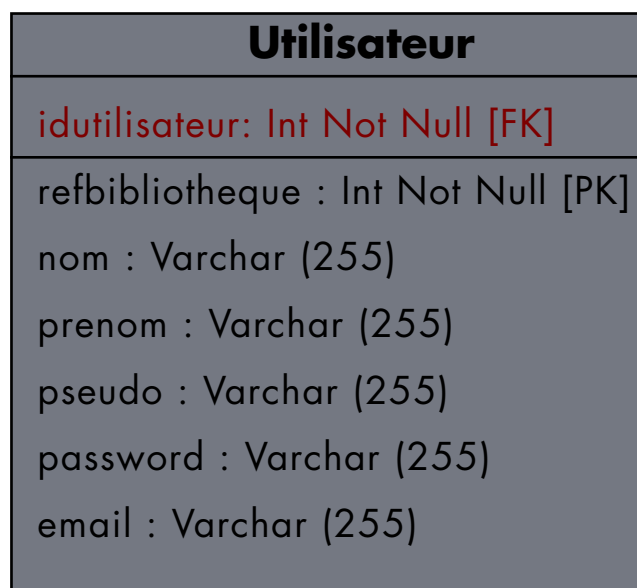 Utilisateur
idutilisateur: Int Not Null [FK]
refbibliotheque : Int Not Null [PK]
nom : Varchar (255)
prenom : Varchar (255)
pseudo : Varchar (255)
password : Varchar (255)
email : Varchar (255)